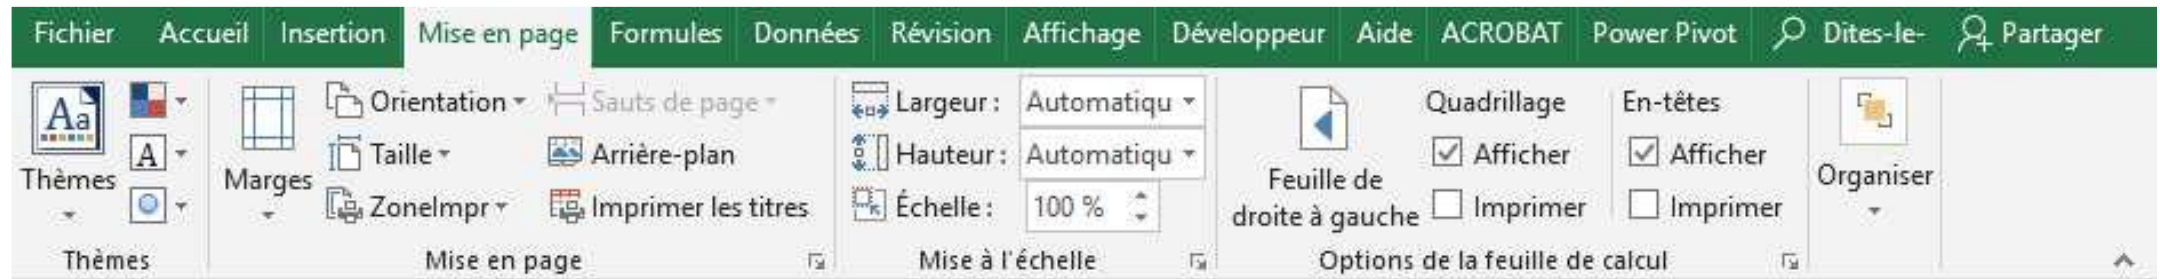 Fichier Accueil Insertion Mise en page Formules Données Révision Affichage Développeur Aide ACROBAT Power Pivot Dites-le- Partager
Aa
A
Thèmes
Thèmes
Marges
Orientation
Taille
ZoneImpr
Sauts de page
Arrière-plan
Imprimer les titres
Mise en page
Largeur : Automatiqu
Hauteur : Automatiqu
Échelle : 100 %
Mise à l'échelle
Feuille de
droite à gauche
Quadrillage
Afficher
Imprimer
En-têtes
Afficher
Imprimer
Options de la feuille de calcul
Organiser